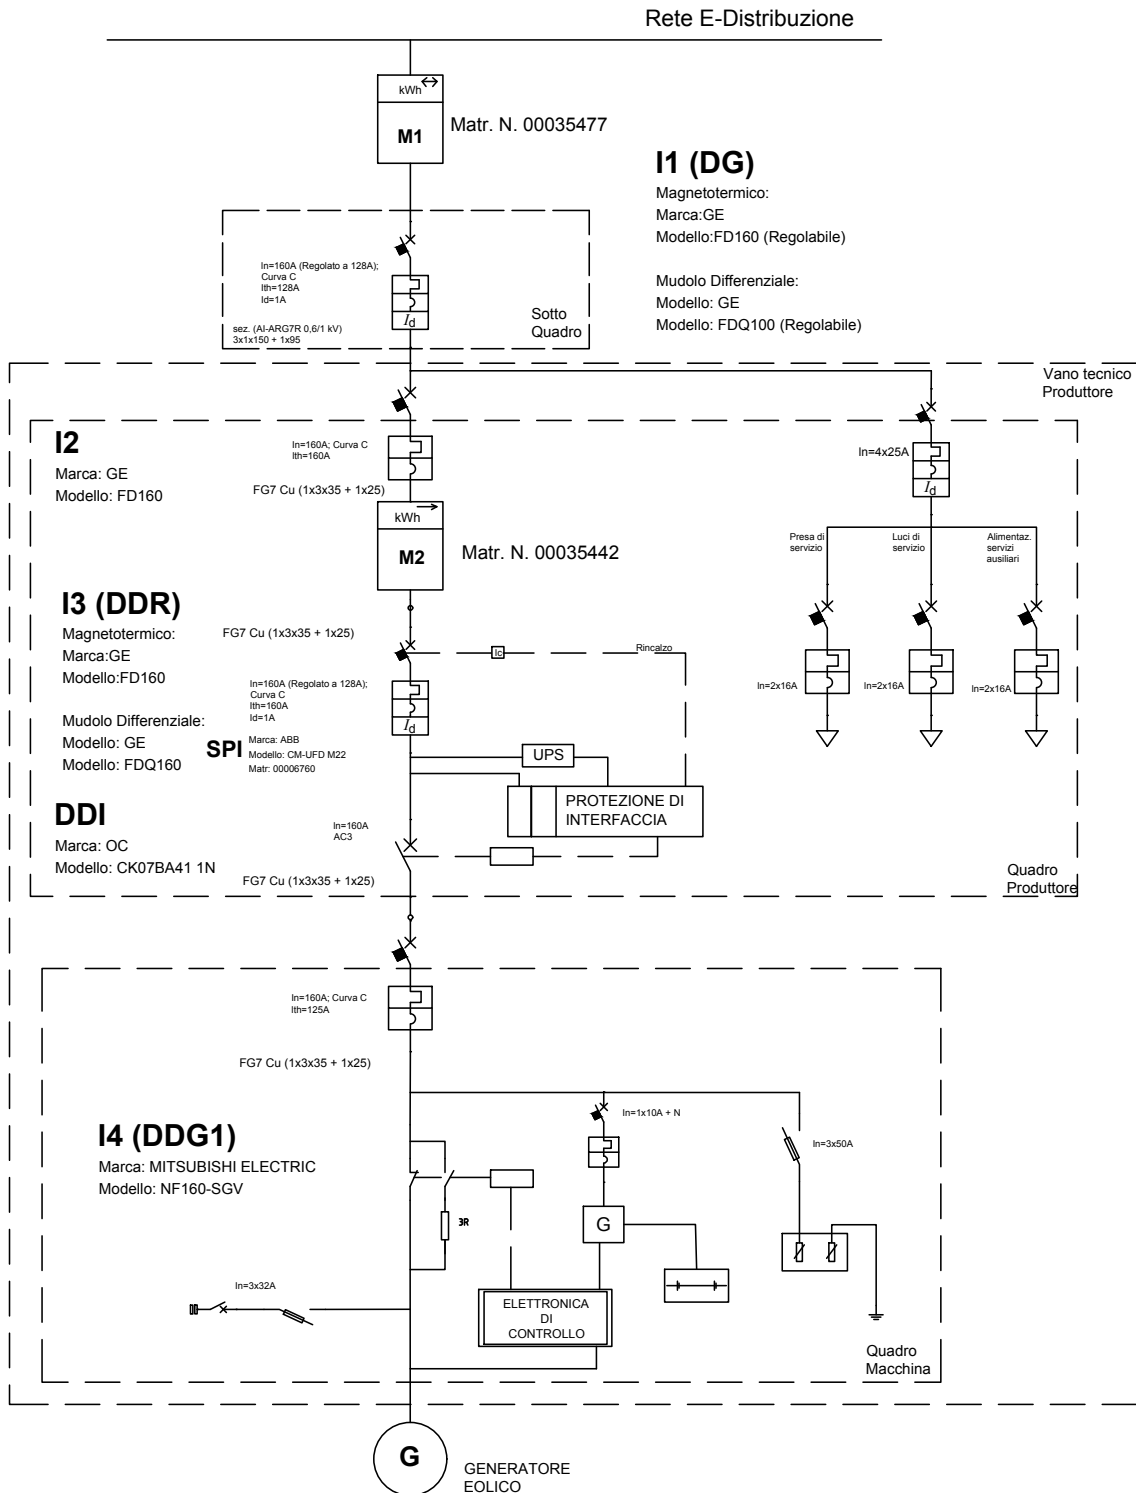 Rete E-Distribuzione
kWh
M1
Matr. N. 00035477
I1 (DG)
Magnetotermico:
Marca:GE
Modello:FD160 (Regolabile)
Mudolo Differenziale:
Modello: GE
Modello: FDQ100 (Regolabile)
In=160A (Regolato a 128A);
Curva C
Ith=128A
Id=1A
Id
sez. (AI-ARG7R 0,6/1 kV)
3x1x150 + 1x95
Sotto
Quadro
Vano tecnico
Produttore
I2
Marca: GE
Modello: FD160
In=160A; Curva C
Ith=160A
FG7 Cu (1x3x35 + 1x25)
In=4x25A
Id
kWh
M2
Matr. N. 00035442
Presa di
servizio
Luci di
servizio
Alimentaz.
servizi
ausiliari
I3 (DDR)
Magnetotermico:
Marca:GE
Modello:FD160
Mudolo Differenziale:
Modello: GE
Modello: FDQ160
FG7 Cu (1x3x35 + 1x25)
Ic
Rincalzo
In=160A (Regolato a 128A);
Curva C
Ith=160A
Id=1A
Id
In=2x16A
In=2x16A
In=2x16A
SPI
Marca: ABB
Modello: CM-UFD M22
Matr: 00006760
UPS
PROTEZIONE DI
INTERFACCIA
DDI
Marca: OC
Modello: CK07BA41 1N
In=160A
AC3
FG7 Cu (1x3x35 + 1x25)
Quadro
Produttore
In=160A; Curva C
Ith=125A
FG7 Cu (1x3x35 + 1x25)
I4 (DDG1)
Marca: MITSUBISHI ELECTRIC
Modello: NF160-SGV
In=1x10A + N
In=3x50A
3R
G
In=3x32A
ELETTRONICA
DI
CONTROLLO
Quadro
Macchina
G
GENERATORE
EOLICO